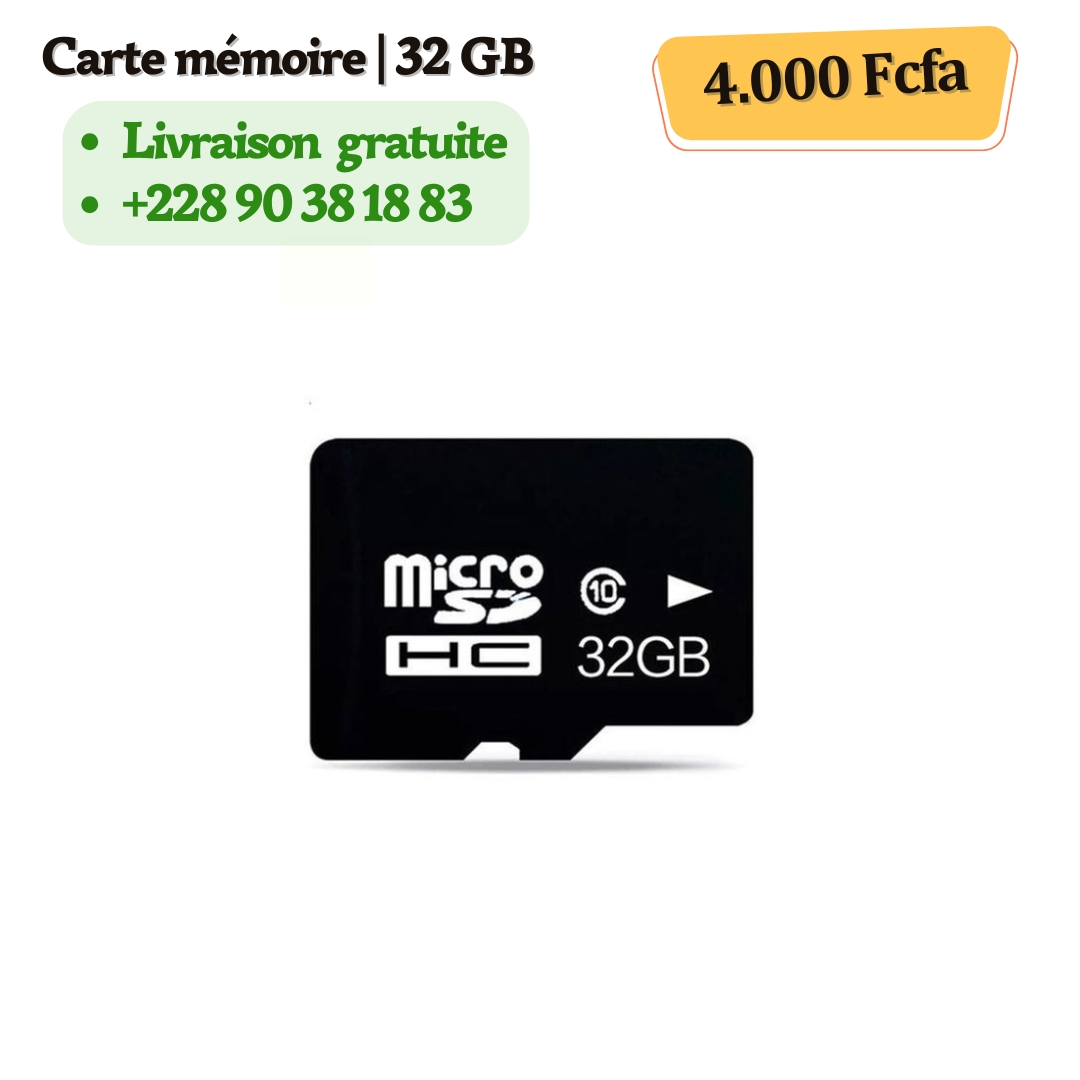 Carte mémoire | 32 GB
4.000 Fcfa
• Livraison gratuite
• +228 90 38 18 83
micro
SD
HC
10
32GB